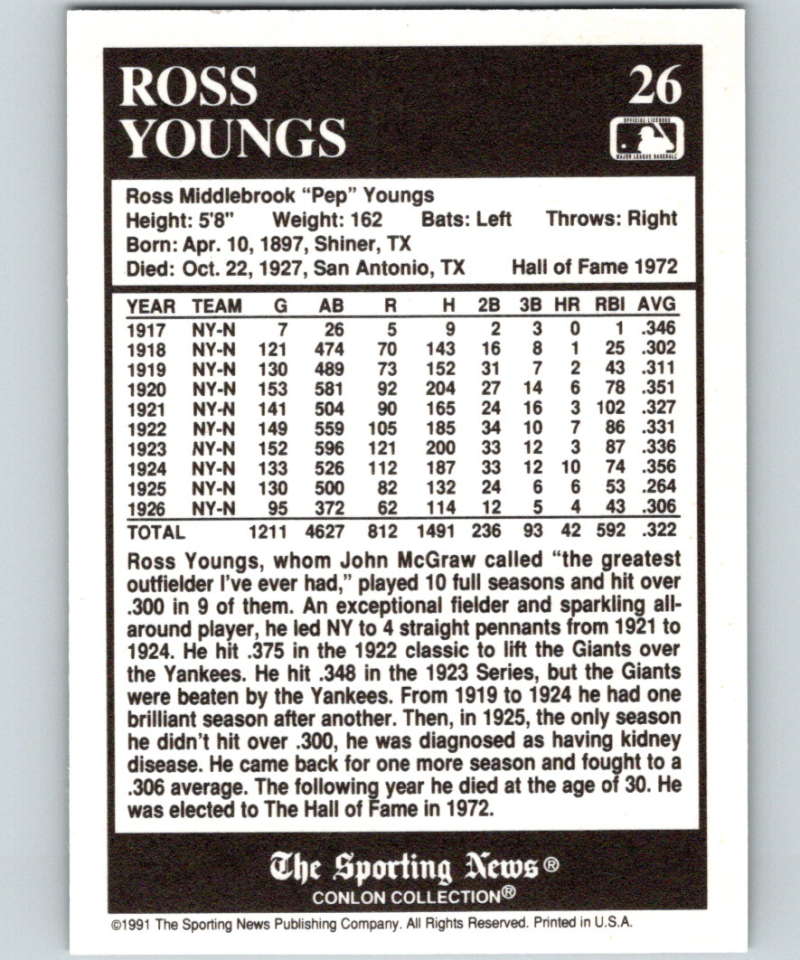 ROSS
YOUNGS
26
OFFICIAL LICENSEE
MAJOR LEAGUE BASEBALL
Ross Middlebrook “Pep” Youngs
Height: 5'8" Weight: 162 Bats: Left Throws: Right
Born: Apr. 10, 1897, Shiner, TX
Died: Oct. 22, 1927, San Antonio, TX Hall of Fame 1972
YEAR TEAM G AB R H 2B 3B HR RBI AVG
1917 NY-N 7 26 5 9 2 3 0 1 .346
1918 NY-N 121 474 70 143 16 8 1 25 .302
1919 NY-N 130 489 73 152 31 7 2 43 .311
1920 NY-N 153 581 92 204 27 14 6 78 .351
1921 NY-N 141 504 90 165 24 16 3 102 .327
1922 NY-N 149 559 105 185 34 10 7 86 .331
1923 NY-N 152 596 121 200 33 12 3 87 .336
1924 NY-N 133 526 112 187 33 12 10 74 .356
1925 NY-N 130 500 82 132 24 6 6 53 .264
1926 NY-N 95 372 62 114 12 5 4 43 .306
TOTAL 1211 4627 812 1491 236 93 42 592 .322
Ross Youngs, whom John McGraw called “the greatest
outfielder I’ve ever had,” played 10 full seasons and hit over
.300 in 9 of them. An exceptional fielder and sparkling all-
around player, he led NY to 4 straight pennants from 1921 to
1924. He hit .375 in the 1922 classic to lift the Giants over
the Yankees. He hit .348 in the 1923 Series, but the Giants
were beaten by the Yankees. From 1919 to 1924 he had one
brilliant season after another. Then, in 1925, the only season
he didn’t hit over .300, he was diagnosed as having kidney
disease. He came back for one more season and fought to a
.306 average. The following year he died at the age of 30. He
was elected to The Hall of Fame in 1972.
The Sporting News®
CONLON COLLECTION®
©1991 The Sporting News Publishing Company. All Rights Reserved. Printed in U.S.A.